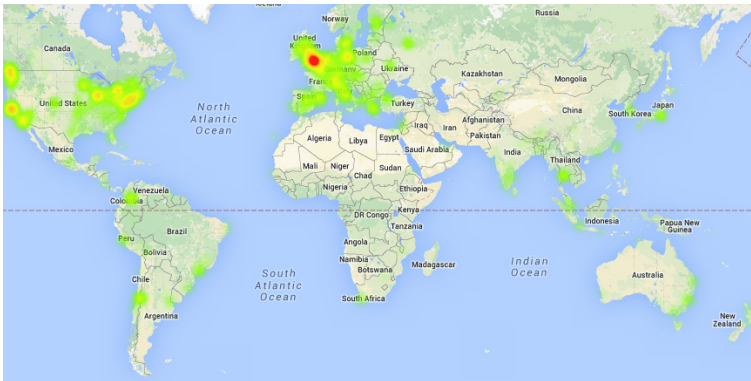 Iceland
Norway
Russia
United
Kingdom
Poland
Canada
Germany
Ukraine
Kazakhstan
Mongolia
France
Spain
United States
North
Atlantic
Ocean
Turkey
China
South Korea
Japan
Afghanistan
Iraq
Iran
Pakistan
Algeria
Libya
Egypt
Saudi Arabia
Mexico
India
Mali
Niger
Sudan
Chad
Thailand
Nigeria
Ethiopia
Venezuela
Colombia
Kenya
DR Congo
Indonesia
Papua New
Guinea
Tanzania
Peru
Brazil
Angola
Bolivia
Namibia
Madagascar
Botswana
Indian
Ocean
South
Atlantic
Ocean
Chile
Australia
South Africa
Argentina
New
Zealand